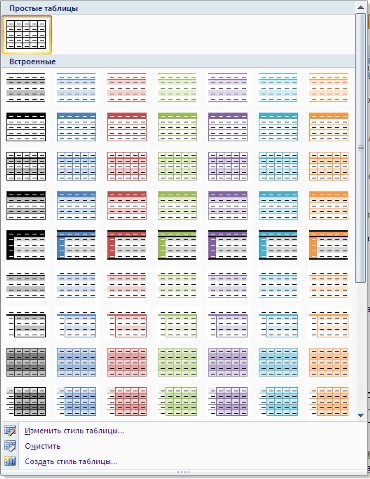 Простые таблицы
Встроенные
Изменить стиль таблицы...
Очистить
Создать стиль таблицы...